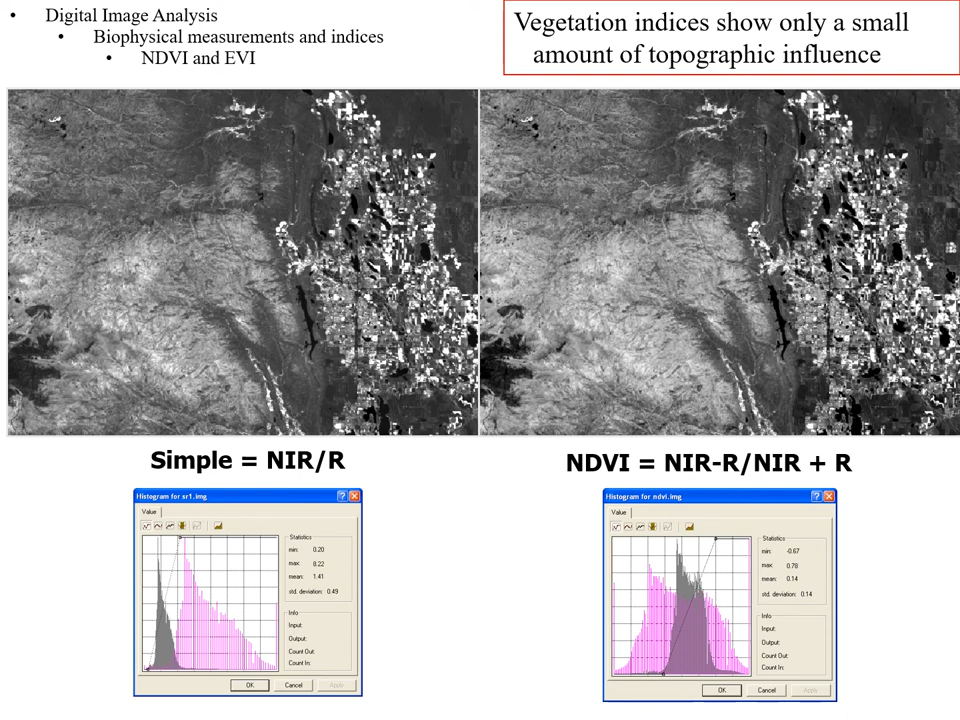 • Digital Image Analysis
• Biophysical measurements and indices
• NDVI and EVI
Vegetation indices show only a small
amount of topographic influence
Simple = NIR/R
NDVI = NIR-R/NIR + R
Histogram for sr1.img
Value
Statistics
min: 0.20
max: 8.22
mean: 1.41
std. deviation: 0.49
Info
Input:
Output:
Count Out:
Count In:
OK Cancel Apply
Histogram for ndvi.img
Value
Statistics
min: -0.67
max: 0.78
mean: 0.14
std. deviation: 0.14
Info
Input:
Output:
Count Out:
Count In:
OK Cancel Apply